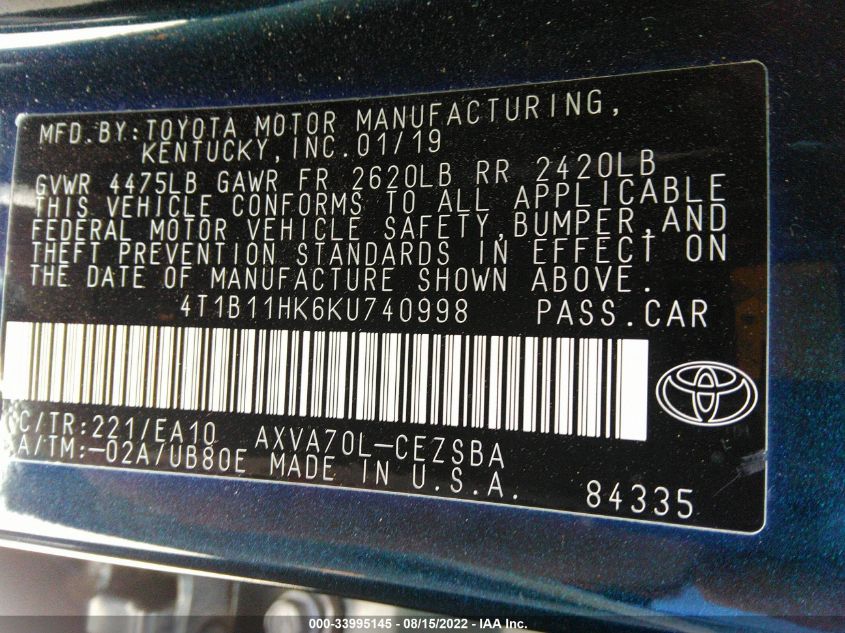 MFD.BY:TOYOTA MOTOR MANUFACTURING,
KENTUCKY,INC.01/19
GVWR 4475LB GAWR FR 2620LB RR 2420LB
THIS VEHICLE CONFORMS TO ALL APPLICABLE
FEDERAL MOTOR VEHICLE SAFETY,BUMPER,AND
THEFT PREVENTION STANDARDS IN EFFECT ON
THE DATE OF MANUFACTURE SHOWN ABOVE.
4T1B11HK6KU740998 PASS.CAR
C/TR:221/EA10 AXVA70L-CEZSBA
A/TM:-02A/UB80E MADE IN U.S.A. 84335
000-33995145 - 08/15/2022 - IAA Inc.